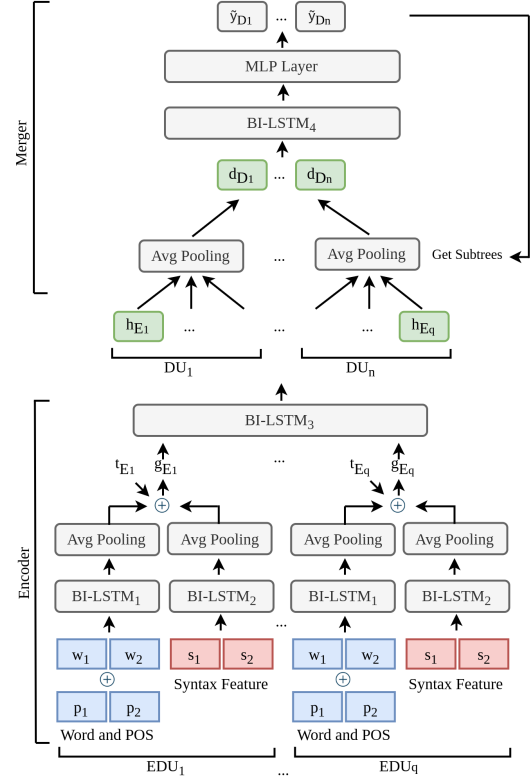 ỹD1 ... ỹDn
MLP Layer
BI-LSTM4
Merger
dD1 ... dDn
Avg Pooling ... Avg Pooling Get Subtrees
hE1 ... ... ... hEq
DU1 DUn
BI-LSTM3
tE1 gE1 ... tEq gEq
⊕ ⊕
Avg Pooling Avg Pooling Avg Pooling Avg Pooling
Encoder
BI-LSTM1 BI-LSTM2 BI-LSTM1 BI-LSTM2
...
w1 w2 s1 s2 w1 w2 s1 s2
⊕ Syntax Feature ⊕ Syntax Feature
p1 p2 p1 p2
Word and POS Word and POS
EDU1 ... EDUq